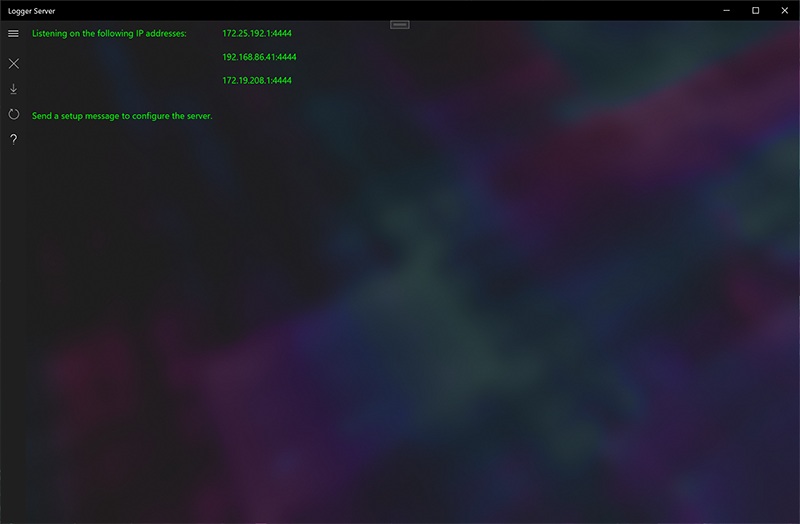 Logger Server
Listening on the following IP addresses: 172.25.192.1:4444
192.168.86.41:4444
172.19.208.1:4444
Send a setup message to configure the server.
?